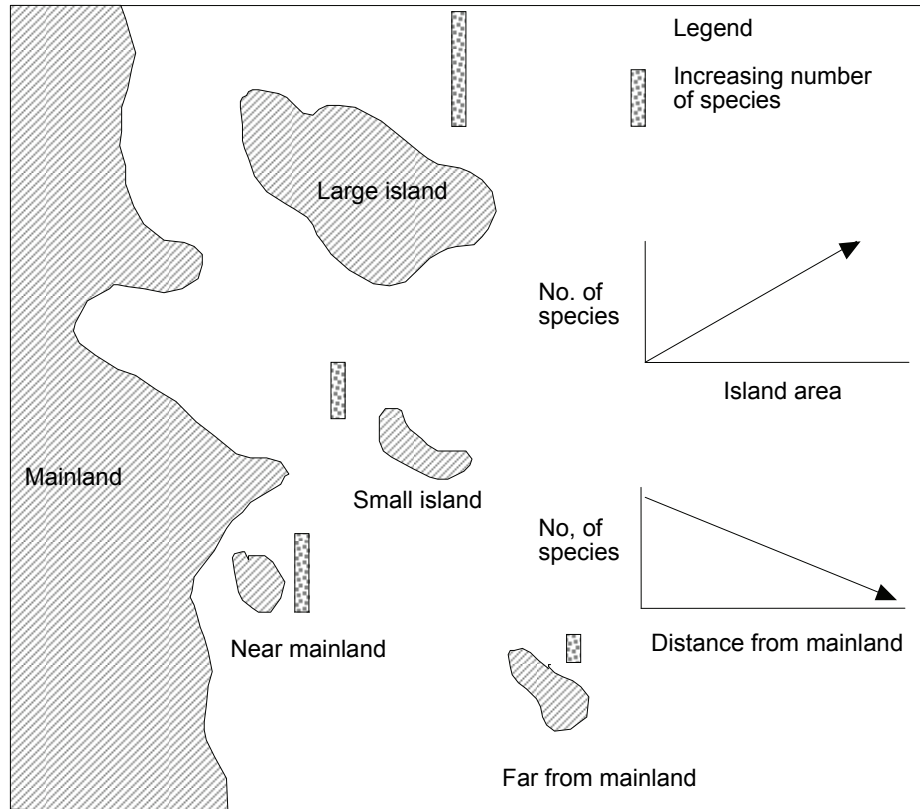 Legend
Increasing number
of species
Large island
No. of
species
Island area
Mainland
Small island
No, of
species
Near mainland
Distance from mainland
Far from mainland